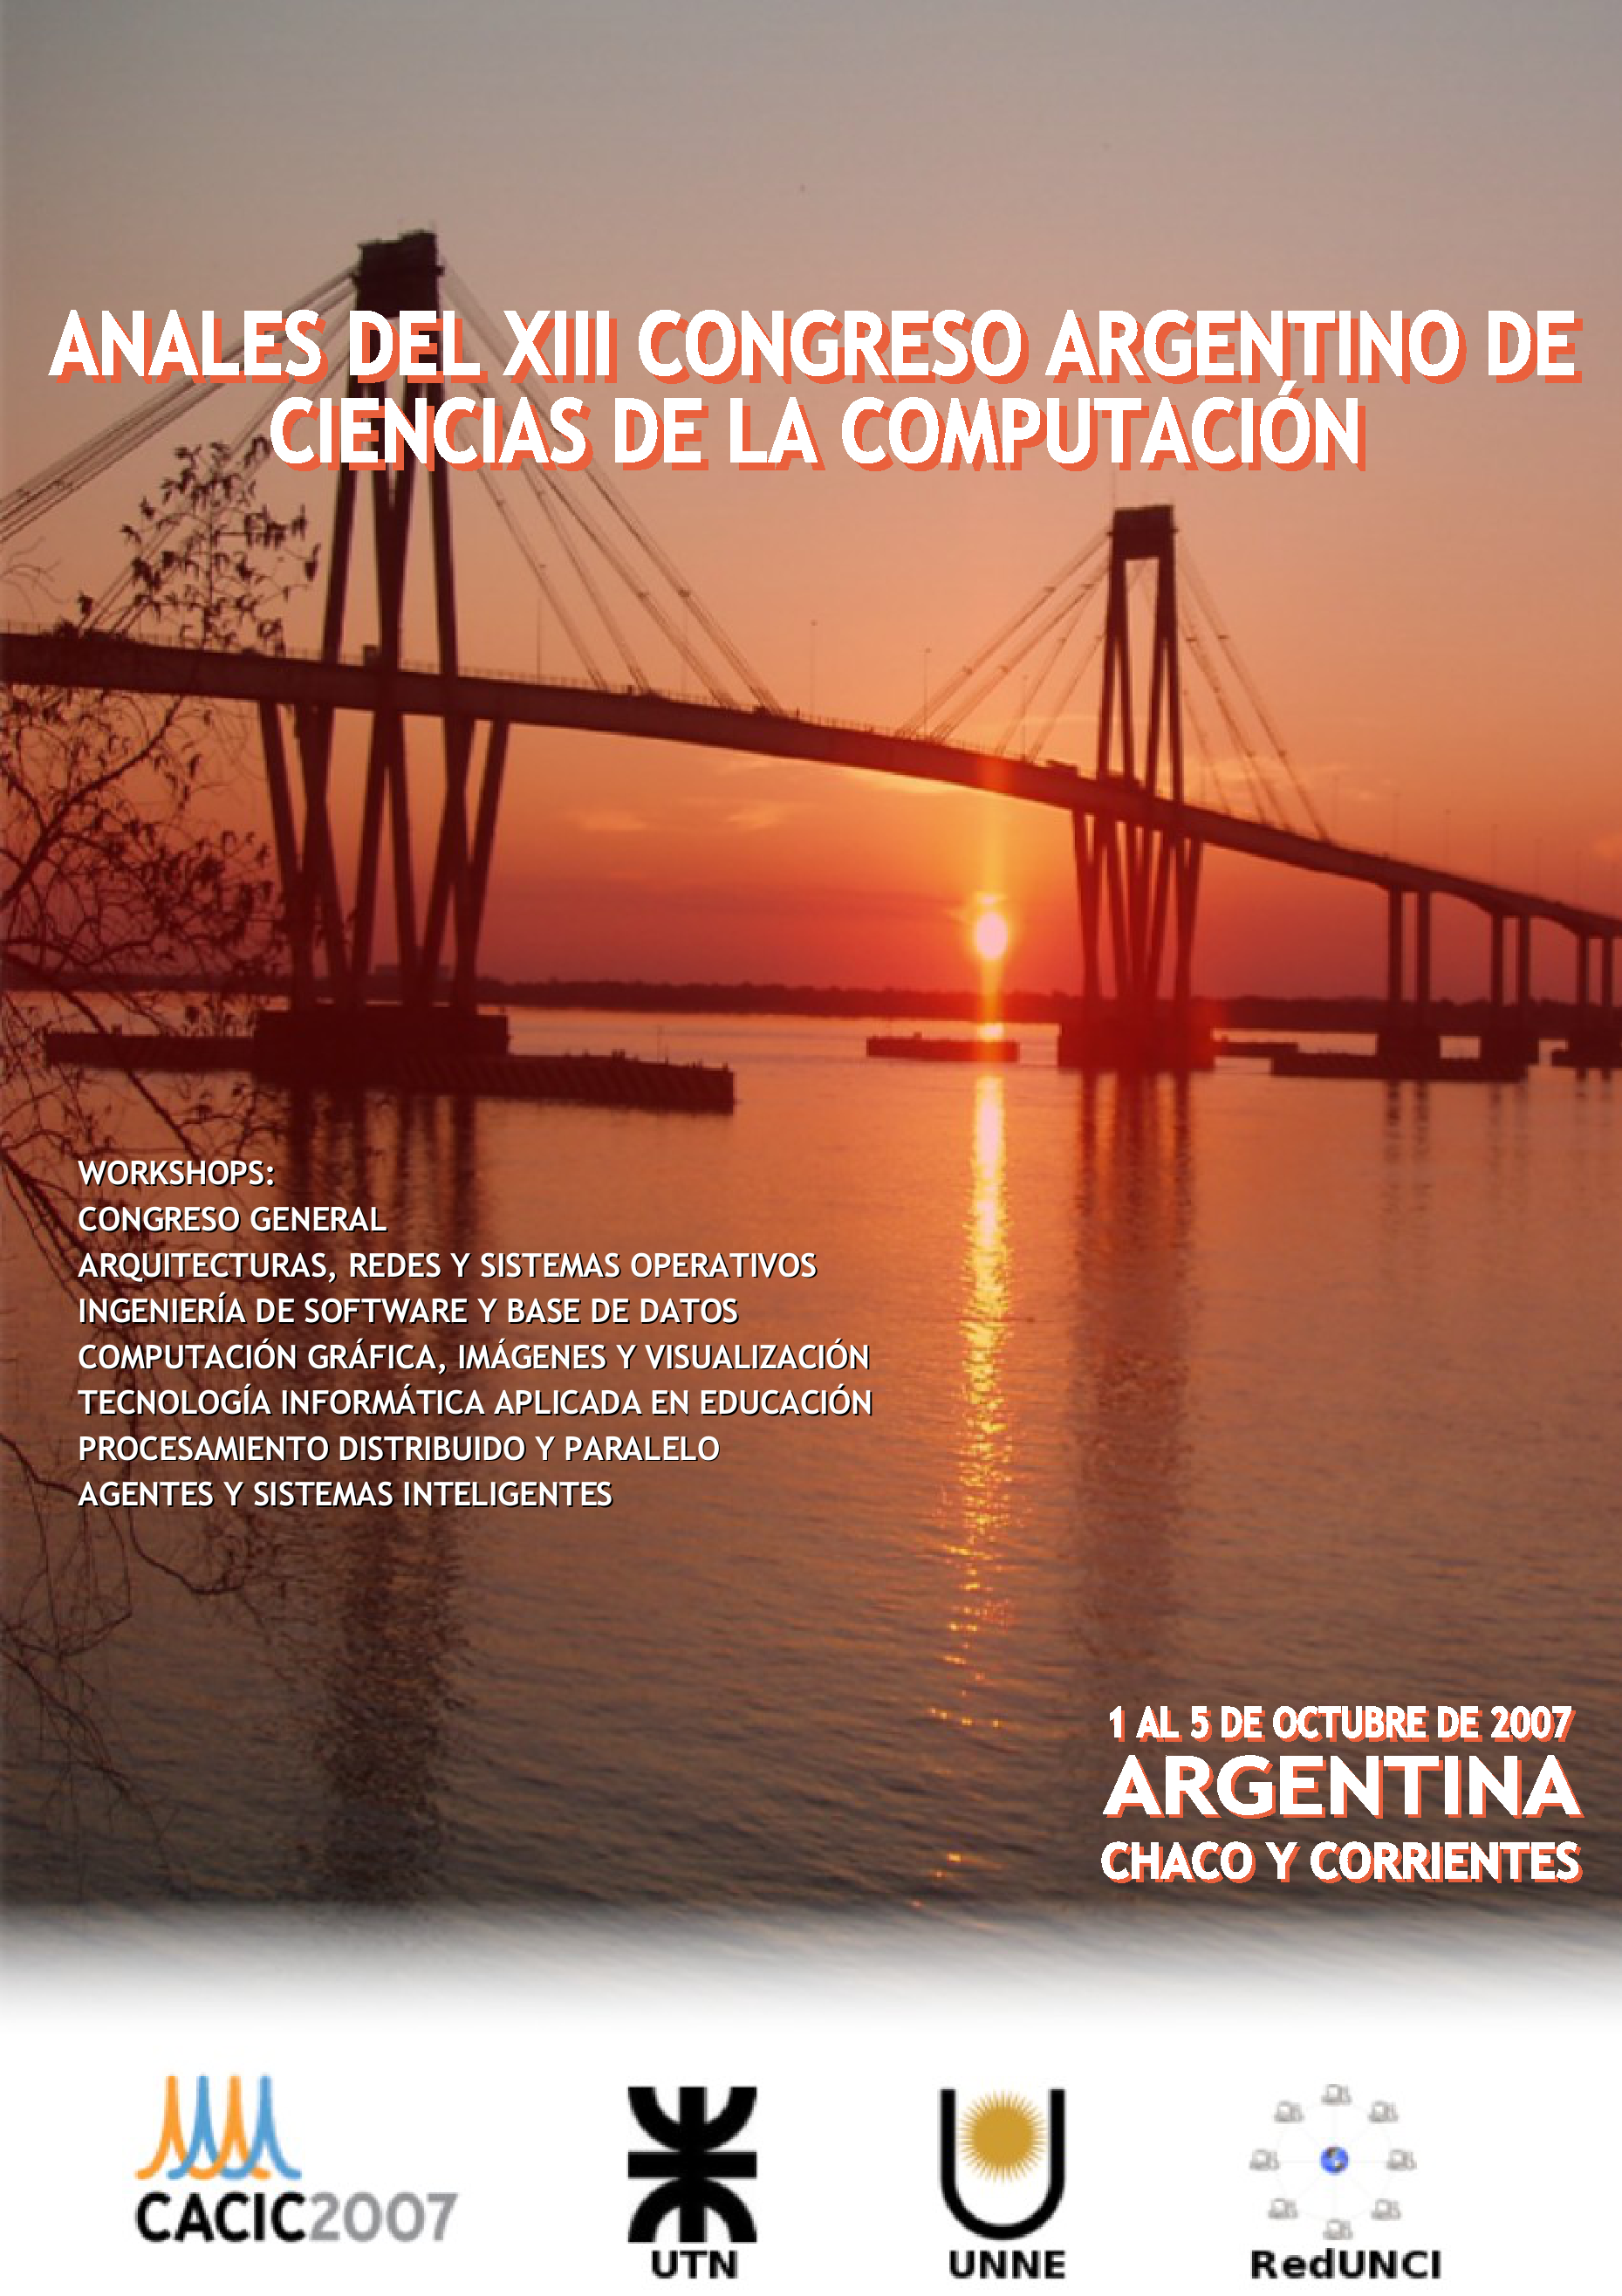 ANALES DEL XIII CONGRESO ARGENTINO DE
CIENCIAS DE LA COMPUTACIÓN
WORKSHOPS:
CONGRESO GENERAL
ARQUITECTURAS, REDES Y SISTEMAS OPERATIVOS
INGENIERÍA DE SOFTWARE Y BASE DE DATOS
COMPUTACIÓN GRÁFICA, IMÁGENES Y VISUALIZACIÓN
TECNOLOGÍA INFORMÁTICA APLICADA EN EDUCACIÓN
PROCESAMIENTO DISTRIBUIDO Y PARALELO
AGENTES Y SISTEMAS INTELIGENTES
1 AL 5 DE OCTUBRE DE 2007
ARGENTINA
CHACO Y CORRIENTES
CACIC2007
UTN
UNNE
RedUNCI